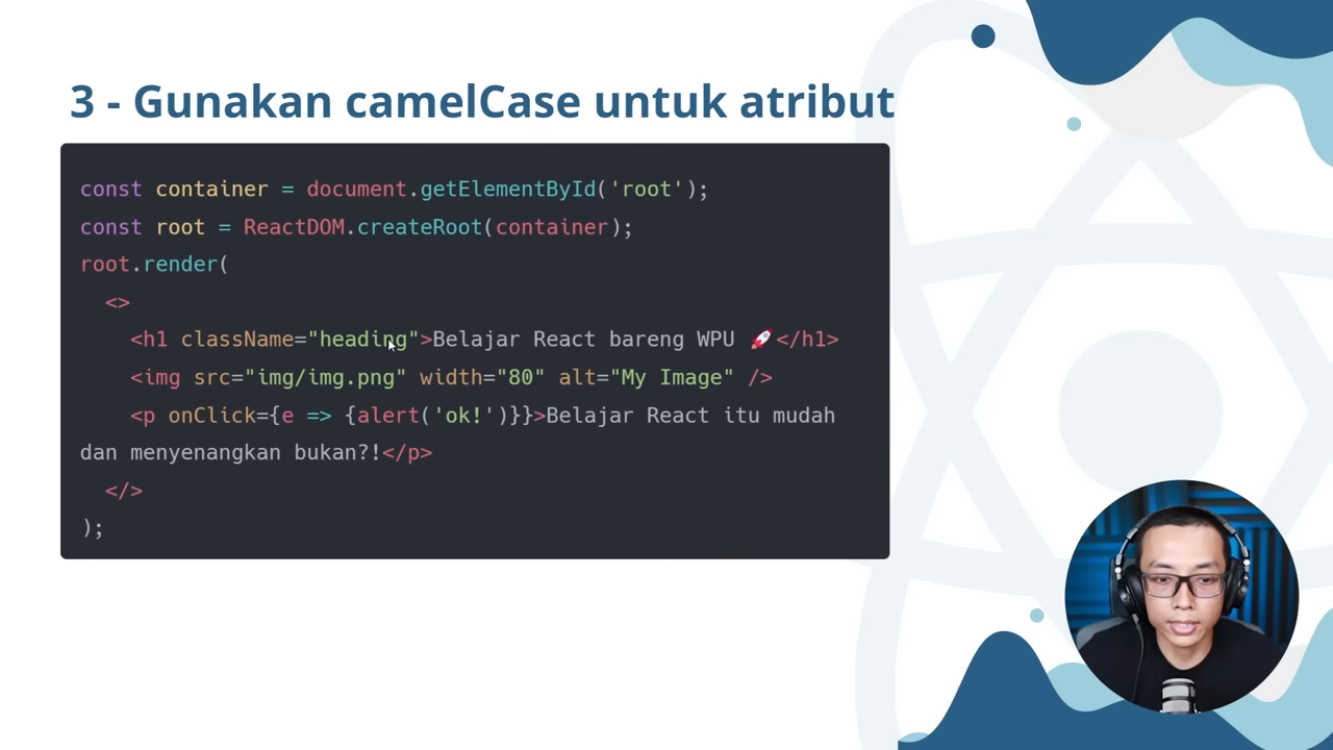 3 - Gunakan camelCase untuk atribut
const container = document.getElementById('root');
const root = ReactDOM.createRoot(container);
root.render(
<>
<h1 className="heading">Belajar React bareng WPU 🚀</h1>
<img src="img/img.png" width="80" alt="My Image" />
<p onClick={e => {alert('ok!')}}>Belajar React itu mudah
dan menyenangkan bukan?!</p>
</>
);